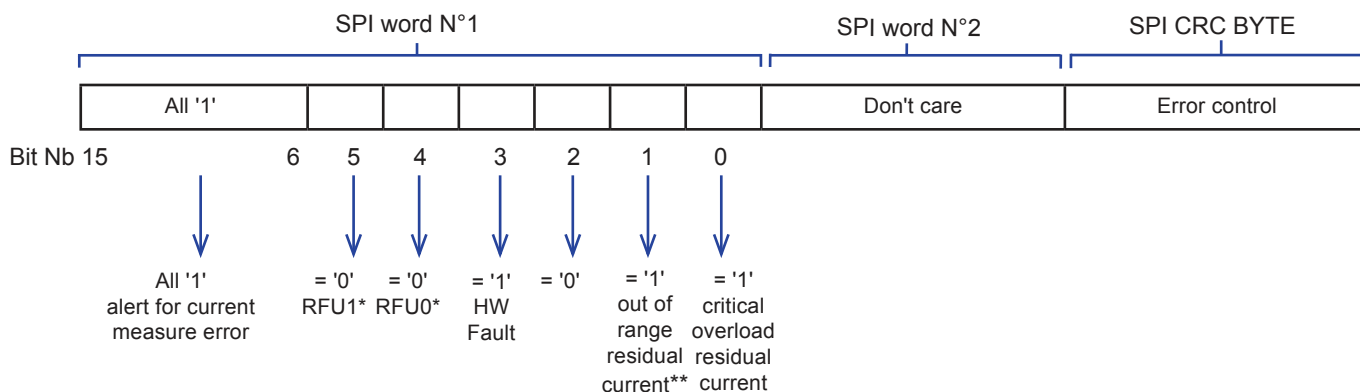 SPI word N°1 SPI word N°2 SPI CRC BYTE
All '1' Don't care Error control
Bit Nb 15 6 5 4 3 2 1 0
All '1'
alert for current
measure error
= '0'
RFU1*
= '0'
RFU0*
= '1'
HW
Fault
= '0'
= '1'
out of
range
residual
current**
= '1'
critical
overload
residual
current